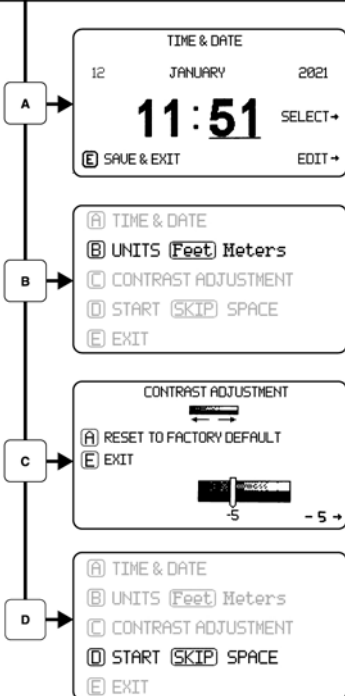 TIME & DATE
12 JANUARY 2021
A
11:51 SELECT→
E SAVE & EXIT EDIT→
A TIME & DATE
B UNITS Feet Meters
B
C CONTRAST ADJUSTMENT
D START SKIP SPACE
E EXIT
CONTRAST ADJUSTMENT
A RESET TO FACTORY DEFAULT
C
E EXIT
-5 -5→
A TIME & DATE
B UNITS Feet Meters
C CONTRAST ADJUSTMENT
D
D START SKIP SPACE
E EXIT